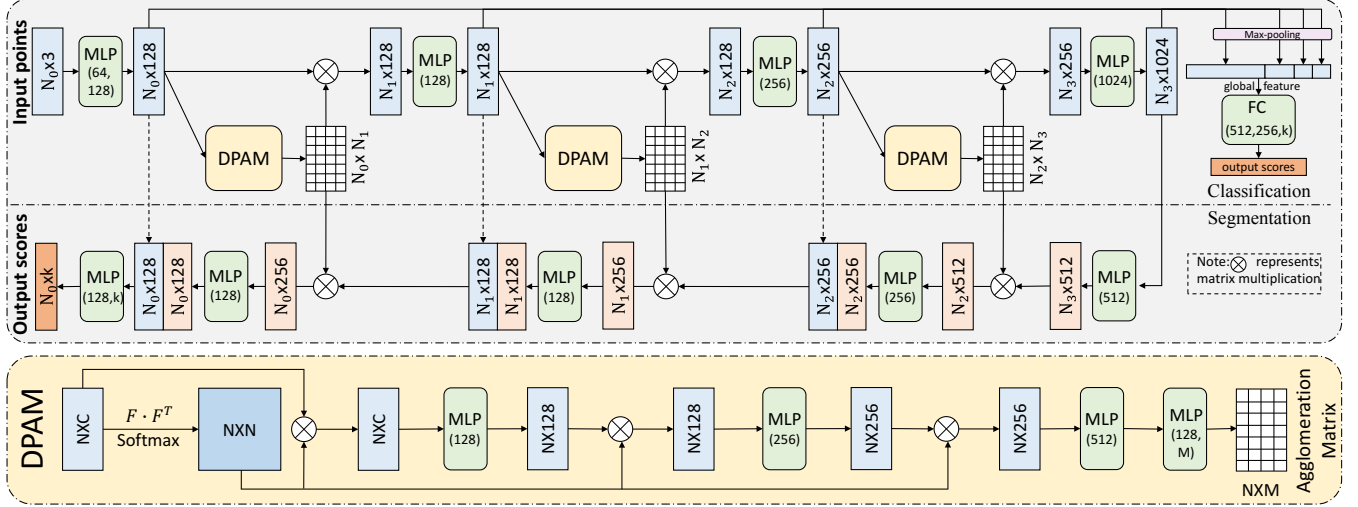 Input points
N₀x3
MLP
(64,
128)
N₀x128
DPAM
N₀x N₁
N₁x128
MLP
(128)
N₁x128
DPAM
N₁x N₂
N₂x128
MLP
(256)
N₂x256
DPAM
N₂x N₃
N₃x256
MLP
(1024)
N₃x1024
Max-pooling
global feature
FC
(512,256,k)
output scores
Classification
Segmentation
Output scores
N₀xk
MLP
(128,k)
N₀x128
N₀x128
MLP
(128)
N₀x256
N₁x128
N₁x128
MLP
(128)
N₁x256
N₂x256
N₂x256
MLP
(256)
N₂x512
N₃x512
MLP
(512)
Note:⊗ represents
matrix multiplication
DPAM
NXC
F · Fᵀ
Softmax
NXN
NXC
MLP
(128)
NX128
NX128
MLP
(256)
NX256
NX256
MLP
(512)
MLP
(128,
M)
NXM
Agglomeration
Matrix